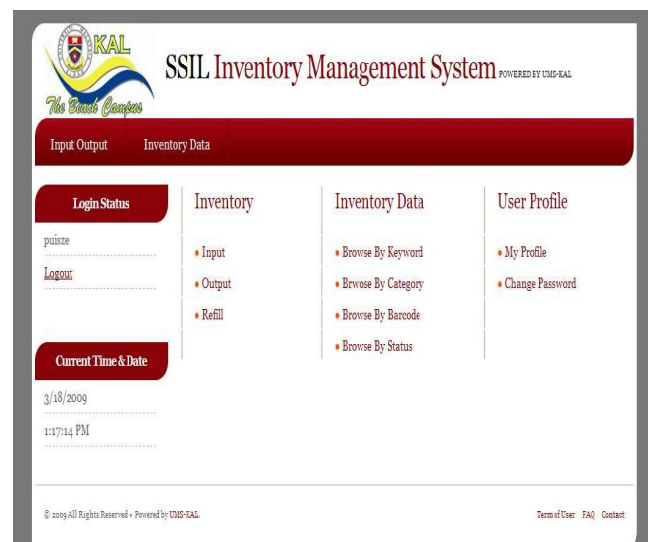 KAL
The Beach Campus
SSIL Inventory Management System POWERED BY UMS-KAL
Input Output Inventory Data
Login Status
puisze
Logout
Current Time & Date
3/18/2009
1:17:14 PM
Inventory
• Input
• Output
• Refill
Inventory Data
• Browse By Keyword
• Brwose By Category
• Browse By Barcode
• Browse By Status
User Profile
• My Profile
• Change Password
© 2009 All Rights Reserved • Powered by UMS-KAL.
Term of User FAQ Contact